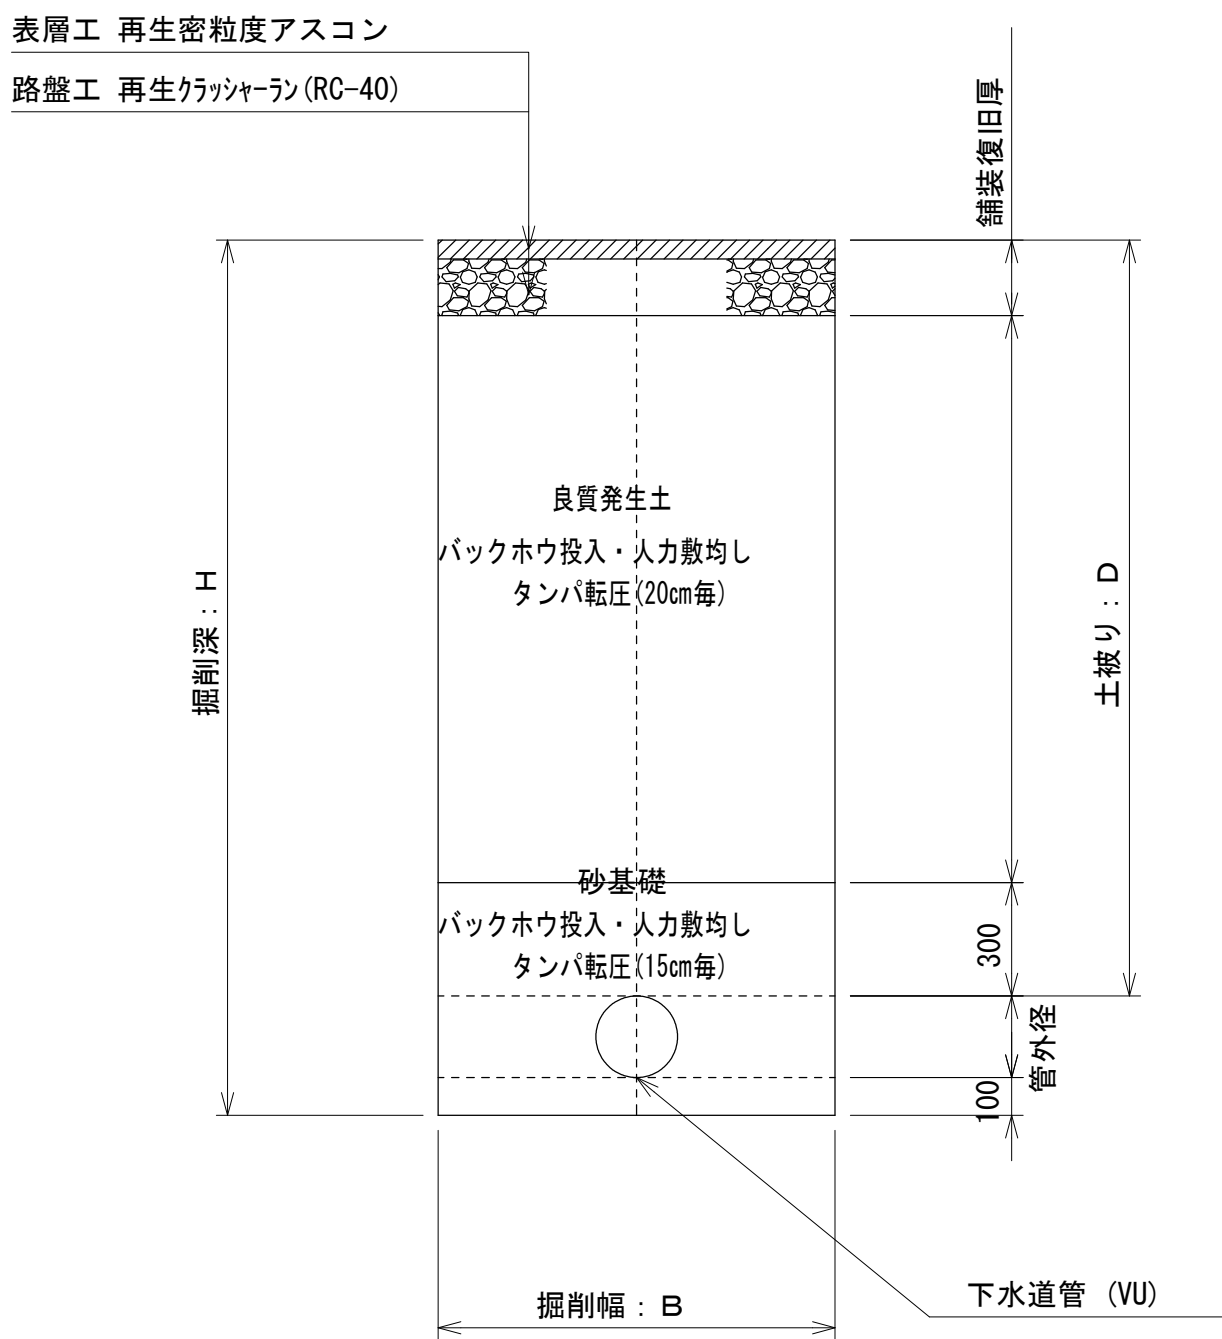 表層工 再生密粒度アスコン
路盤工 再生ｸﾗｯｼｬｰﾗﾝ(RC-40)
舗装復旧厚
良質発生土
バックホウ投入・人力敷均し
タンパ転圧(20cm毎)
掘削深：H
土被り：D
砂基礎
バックホウ投入・人力敷均し
タンパ転圧(15cm毎)
300
管外径
100
下水道管 (VU)
掘削幅：B